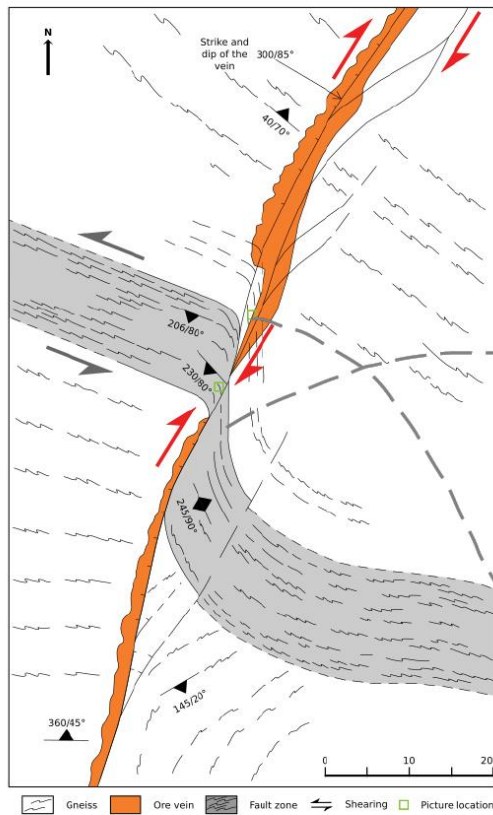 N
Strike and
dip of the
vein
300/85°
40/70°
206/80°
230/80°
245/90°
145/20°
360/45°
0 10 20
Gneiss Ore vein Fault zone Shearing Picture location